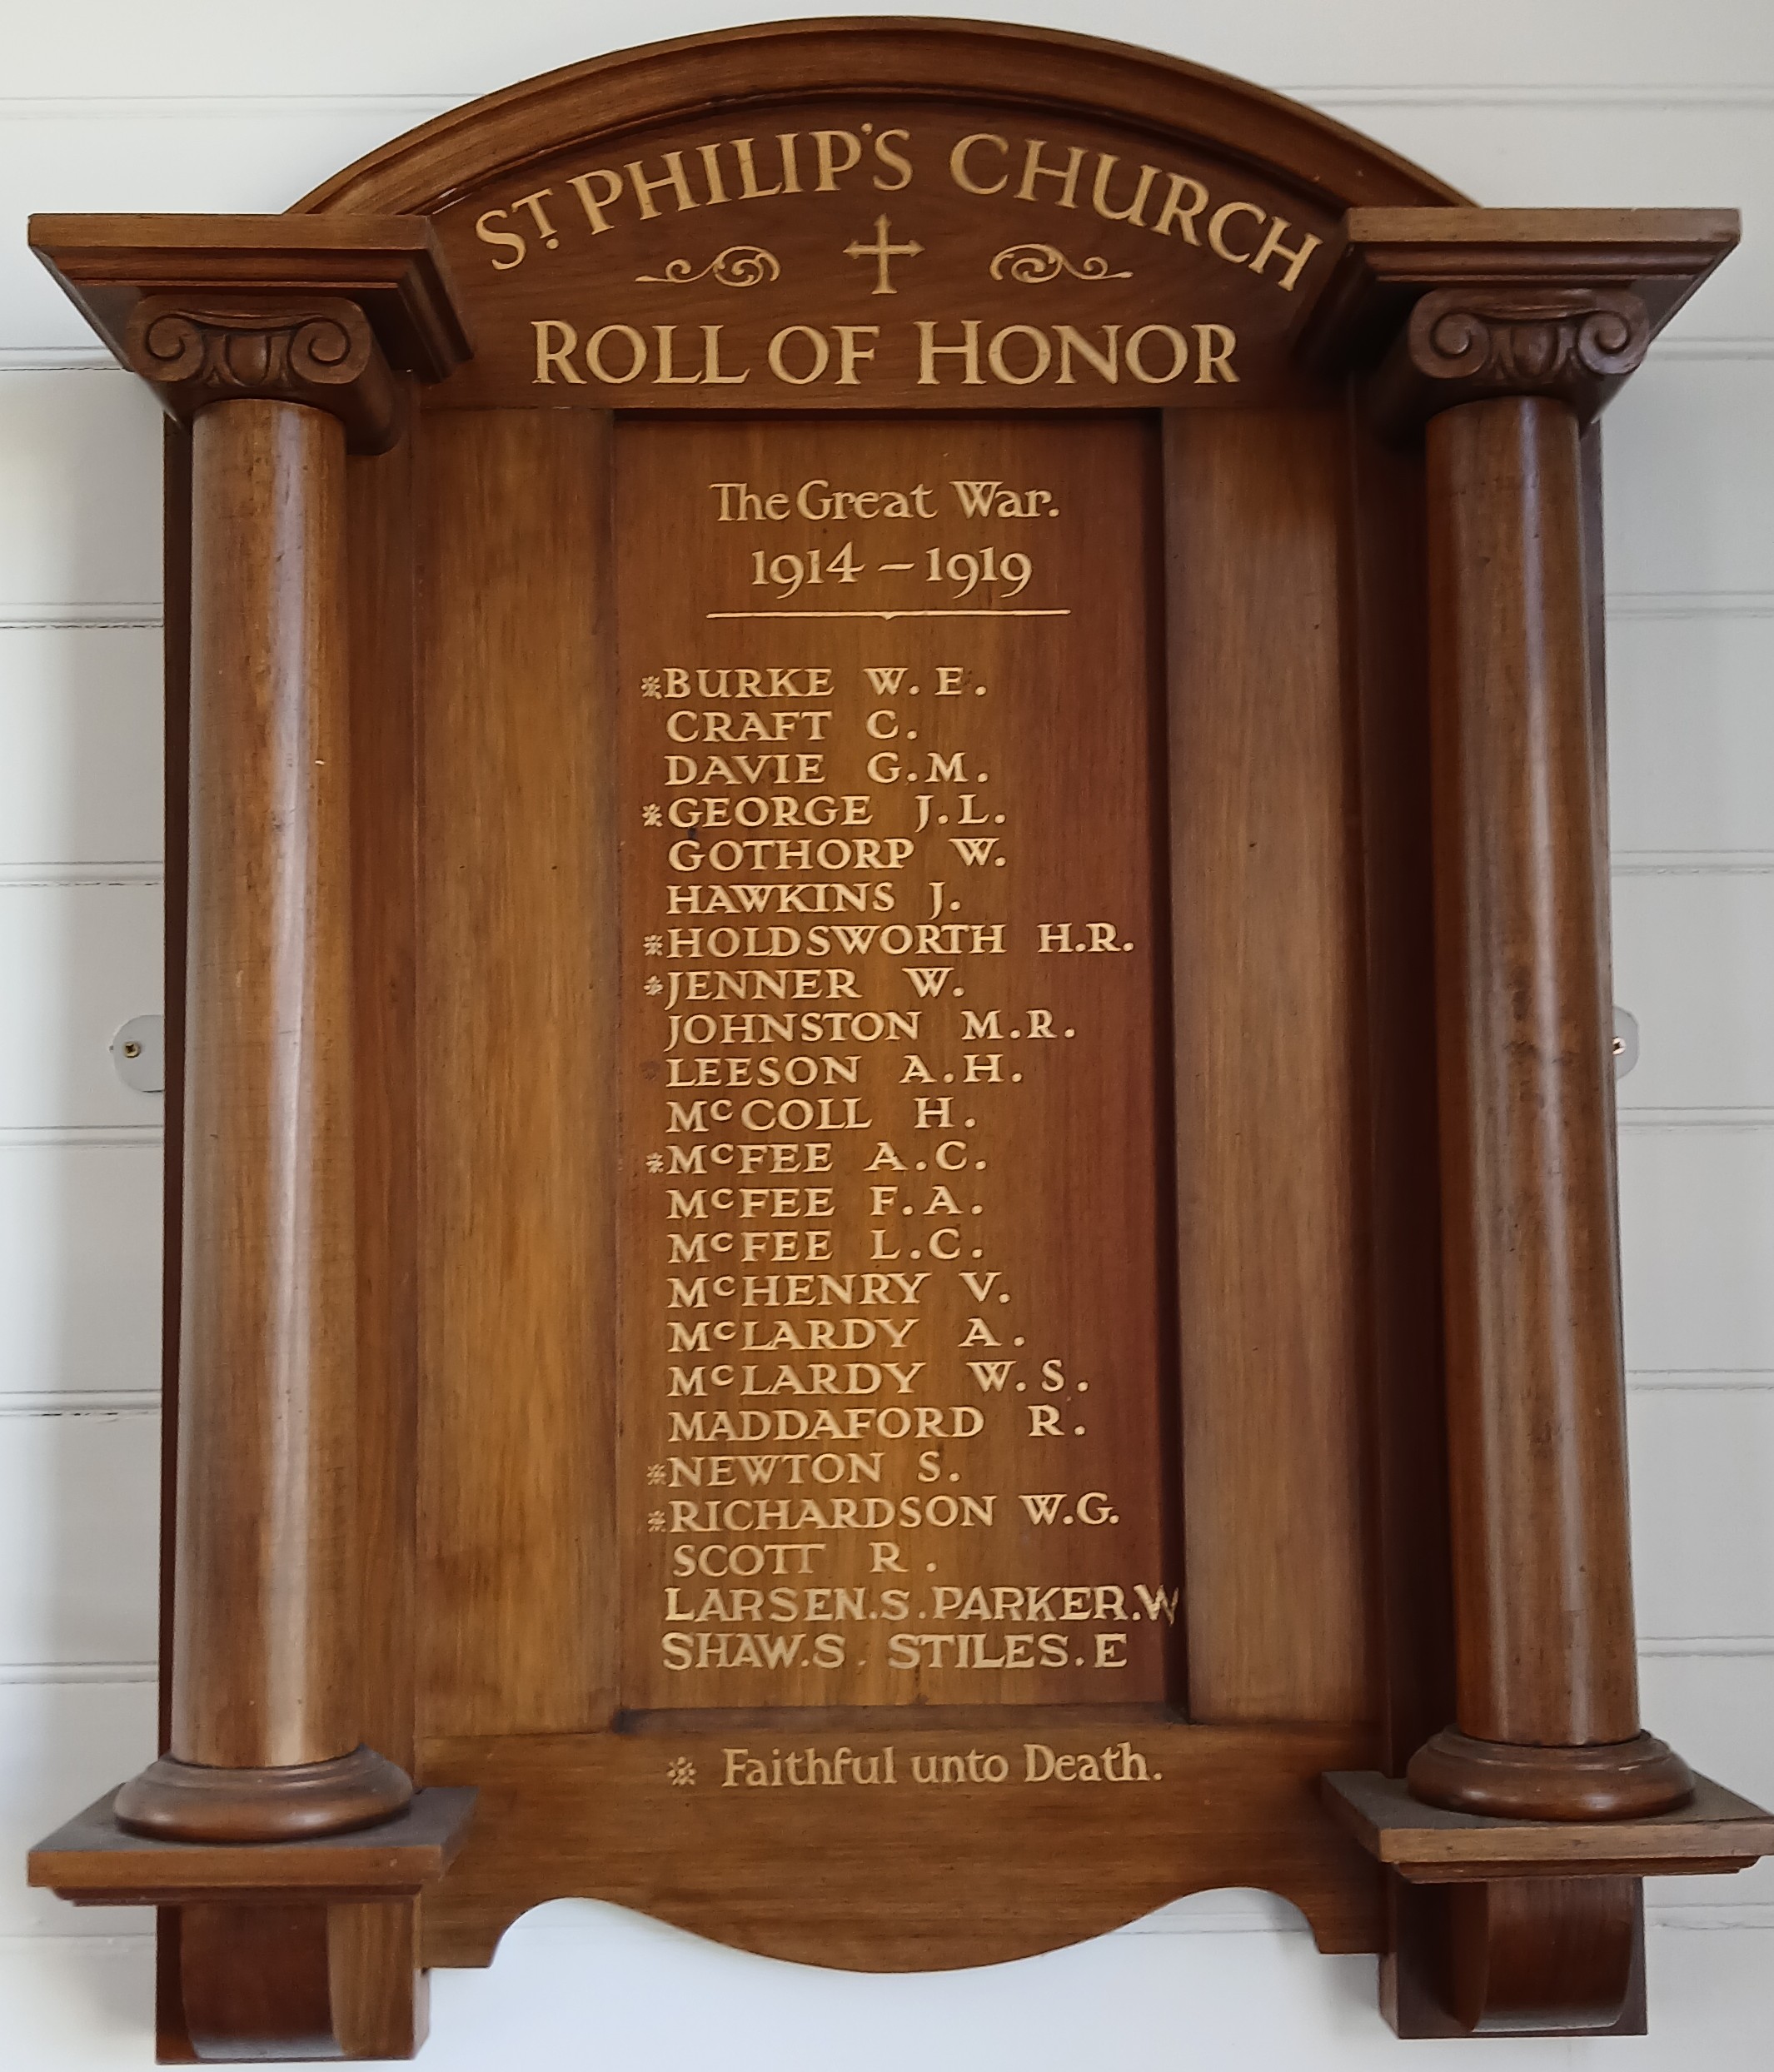 ST. PHILIP'S CHURCH
ROLL OF HONOR
The Great War.
1914 – 1919
*BURKE W. E.
CRAFT C.
DAVIE G.M.
*GEORGE J.L.
GOTHORP W.
HAWKINS J.
*HOLDSWORTH H.R.
*JENNER W.
JOHNSTON M.R.
LEESON A.H.
McCOLL H.
*McFEE A.C.
McFEE F.A.
McFEE L.C.
McHENRY V.
McLARDY A.
McLARDY W.S.
MADDAFORD R.
*NEWTON S.
*RICHARDSON W.G.
SCOTT R.
LARSEN.S. PARKER.W
SHAW.S. STILES.E
* Faithful unto Death.